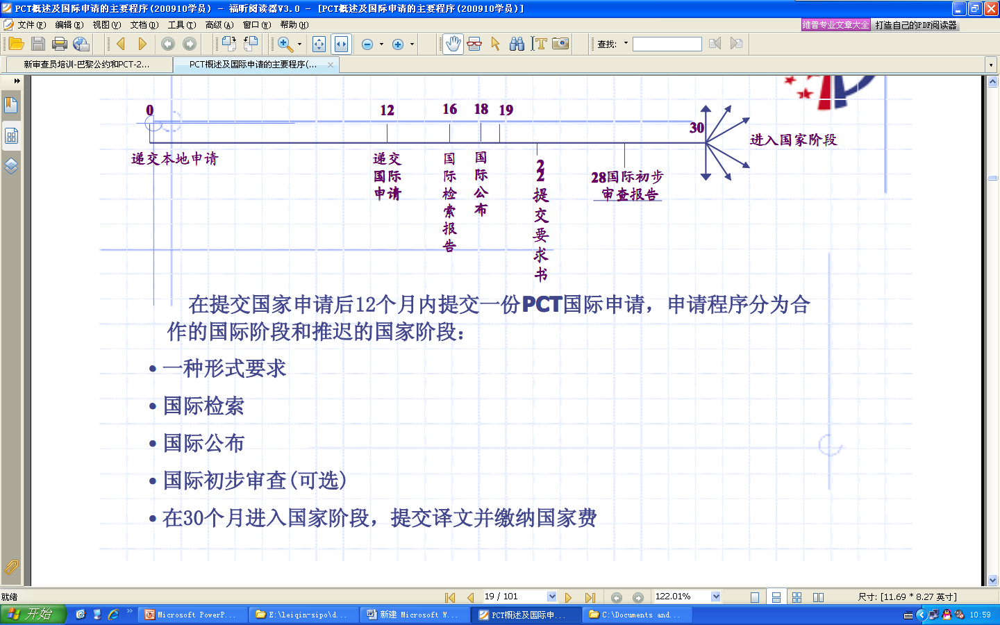 PCT概述及国际申请的主要程序(200910学员) - 福昕阅读器V3.0 - [PCT概述及国际申请的主要程序(200910学员)]
文件(F) 编辑(E) 视图(V) 文档(D) 工具(T) 高级(A) 窗口(W) 帮助(H)
维普专业文章大全 打造自己的PDF阅读器
查找:
新审查员培训-巴黎公约和PCT-2...
PCT概述及国际申请的主要程序(...
0 12 16 18 19 30
进入国家阶段
递交本地申请
递交
国际
申请
国际检索报告
国际公布
22提交要求书
28国际初步
审查报告
在提交国家申请后12个月内提交一份PCT国际申请，申请程序分为合
作的国际阶段和推迟的国家阶段：
• 一种形式要求
• 国际检索
• 国际公布
• 国际初步审查(可选)
• 在30个月进入国家阶段，提交译文并缴纳国家费
就绪
19 / 101
122.01%
尺寸: [11.69 * 8.27 英寸]
开始
Microsoft PowerP...
E:\leiqin-sipo\d...
新建 Microsoft W...
PCT概述及国际申...
C:\Documents and...
10:59